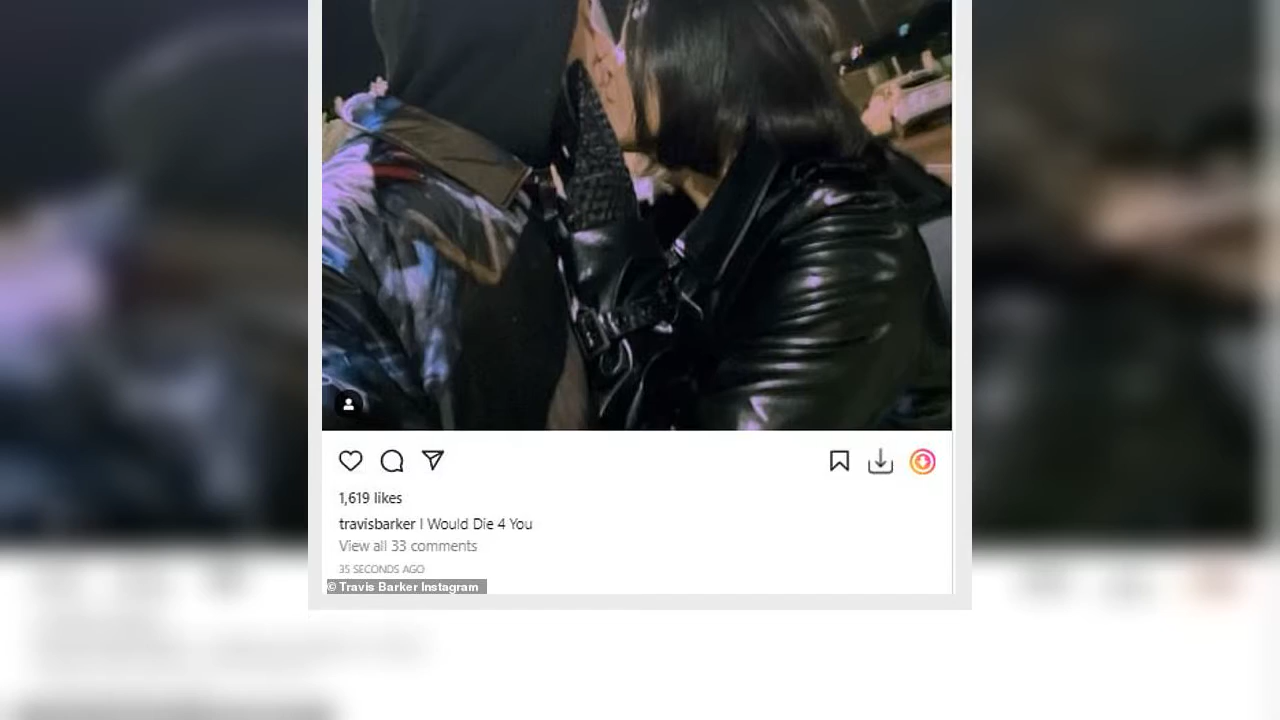 1,619 likes
travisbarker I Would Die 4 You
View all 33 comments
35 SECONDS AGO
© Travis Barker Instagram